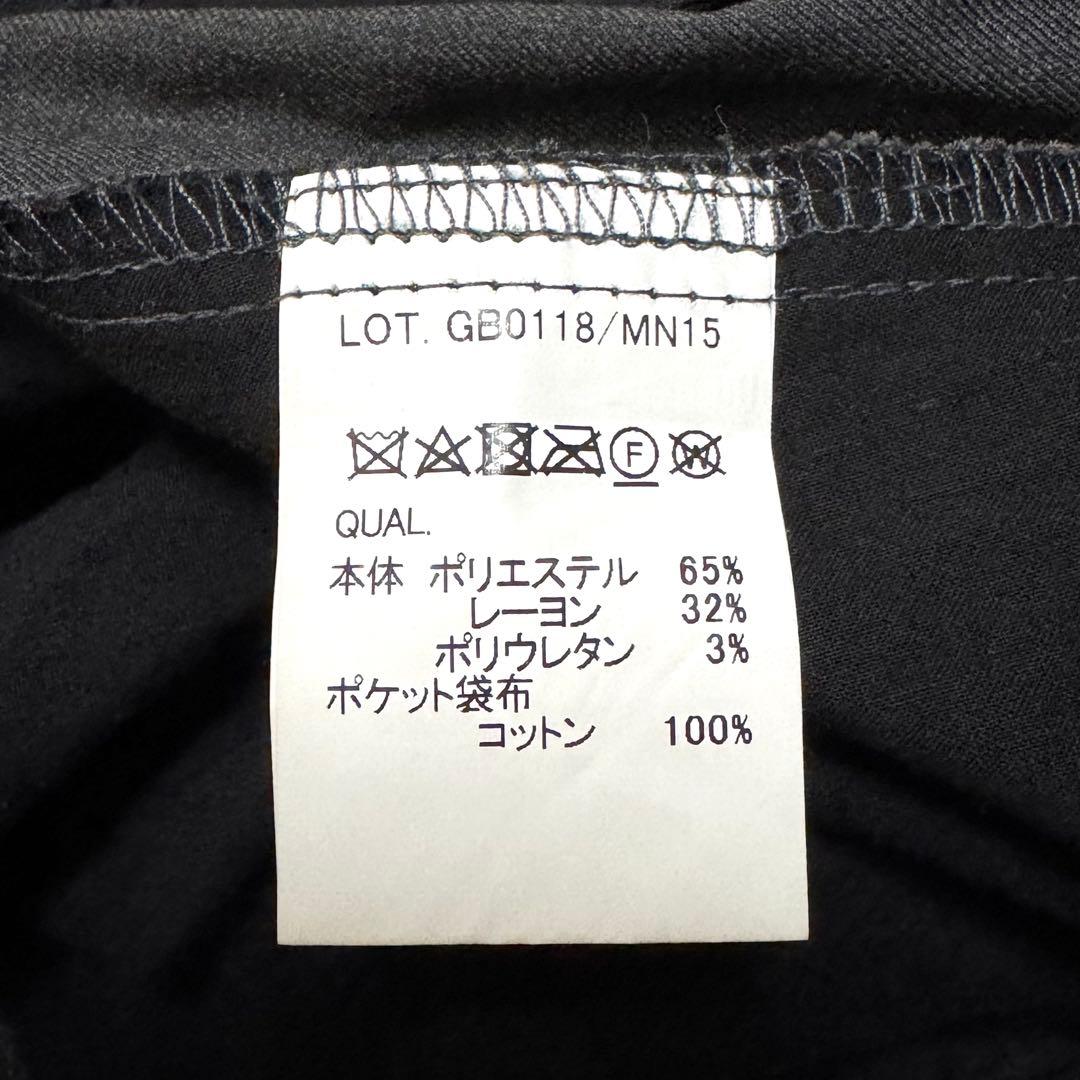 LOT. GB0118/MN15
F W
QUAL.
本体 ポリエステル 65%
レーヨン 32%
ポリウレタン 3%
ポケット袋布
コットン 100%